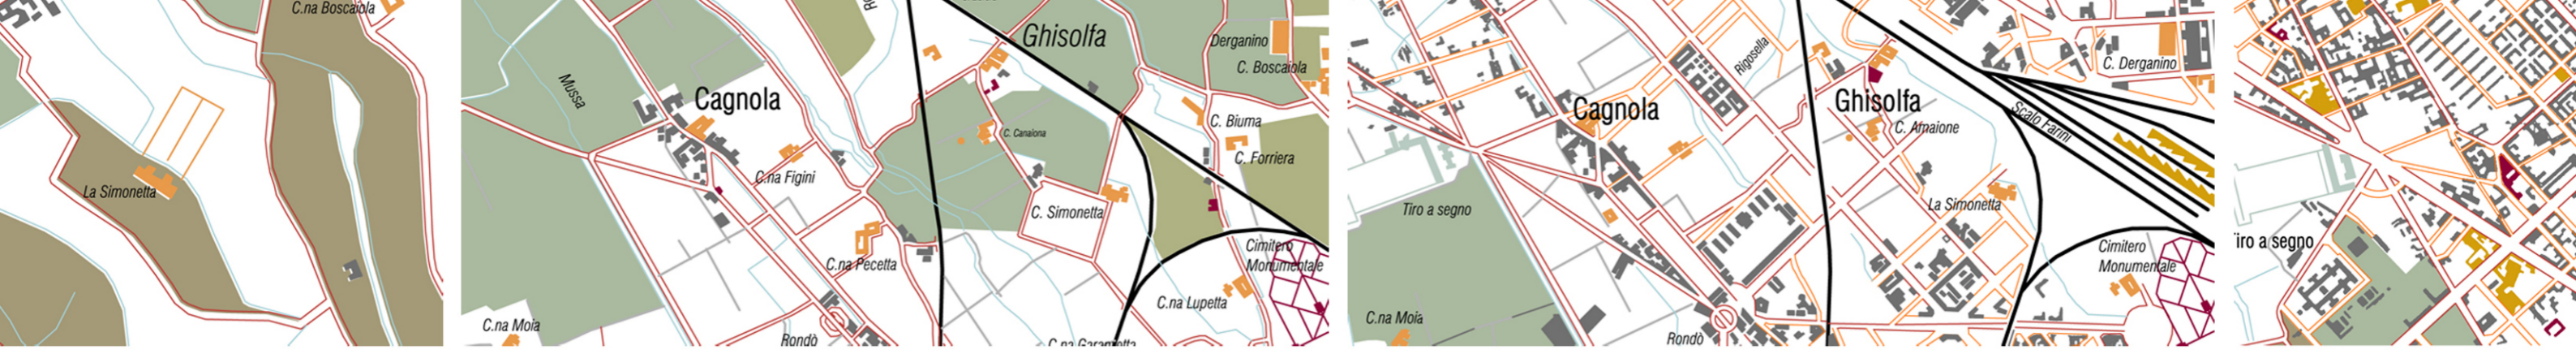 C.na Boscaiola
La Simonetta
Mussa
Cagnola
C.na Figini
C.na Pecetta
C.na Moia
Rondò
Ghisolfa
Derganino
C. Boscaiola
C. Canaiona
C. Biuma
C. Forriera
C. Simonetta
Cimitero
Monumentale
C.na Lupetta
C.na Garametta
Rigosella
Cagnola
Tiro a segno
C.na Moia
Rondò
Ghisolfa
C. Amaione
La Simonetta
C. Derganino
Scalo Farini
Cimitero
Monumentale
iro a segno